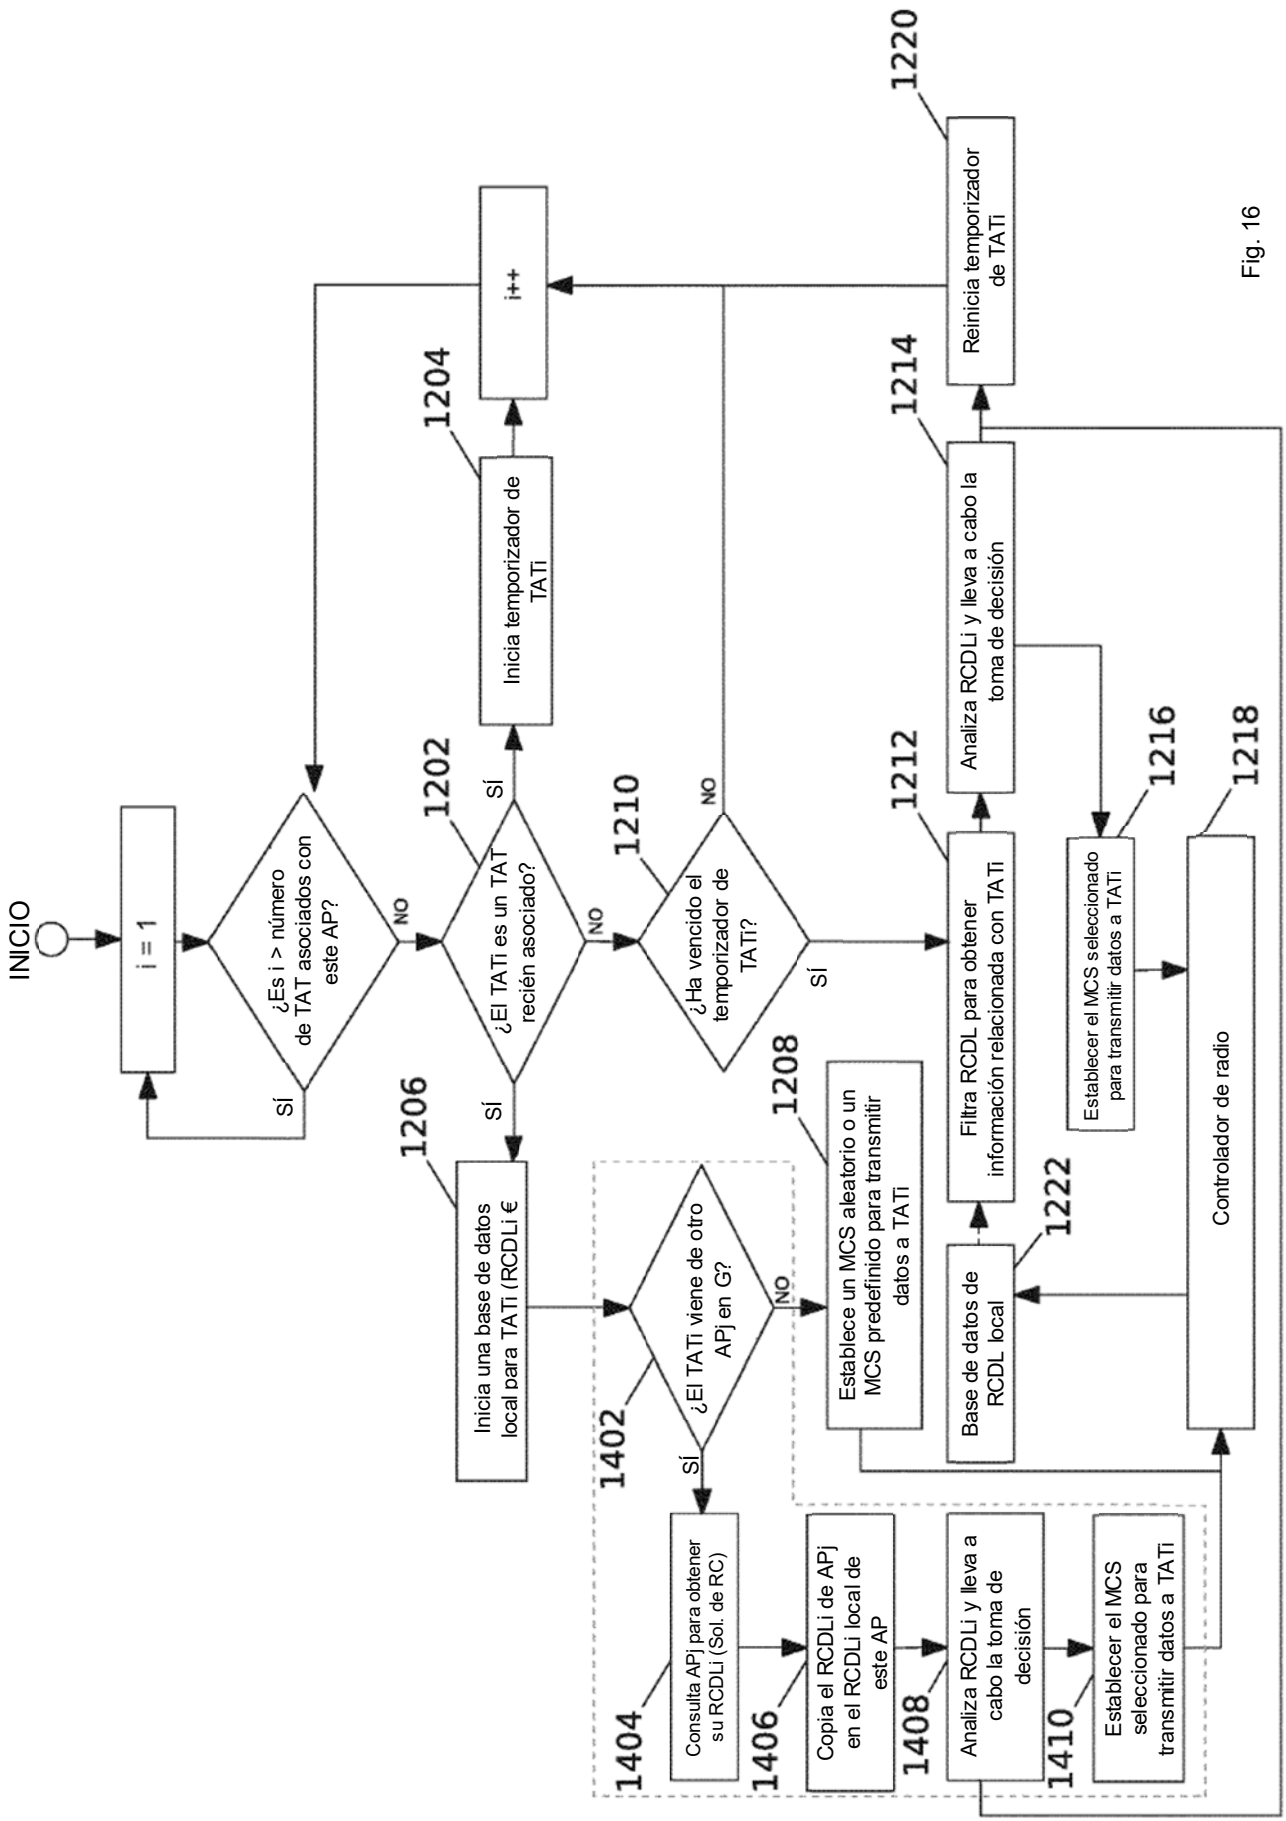 INICIO
i = 1
¿Es i > número
de TAT asociados con
este AP?
SÍ
NO
1202
¿El TATi es un TAT
recién asociado?
SÍ
SÍ
NO
1204
Inicia temporizador de
TATi
i++
1206
Inicia una base de datos
local para TATi (RCDLi €
1210
¿Ha vencido el
temporizador de
TATi?
NO
SÍ
1402
¿El TATi viene de otro
APj en G?
SÍ
NO
1404
Consulta APj para obtener
su RCDLi (Sol. de RC)
1406
Copia el RCDLi de APj
en el RCDLi local de
este AP
1408
Analiza RCDLi y lleva a
cabo la toma de
decisión
1410
Establecer el MCS
seleccionado para
transmitir datos a TATi
1208
Establece un MCS aleatorio o un
MCS predefinido para transmitir
datos a TATi
1222
Base de datos de
RCDL local
1212
Filtra RCDL para obtener
información relacionada con TATi
1214
Analiza RCDLi y lleva a cabo la
toma de decisión
1220
Reinicia temporizador
de TATi
1216
Establecer el MCS seleccionado
para transmitir datos a TATi
1218
Controlador de radio
Fig. 16